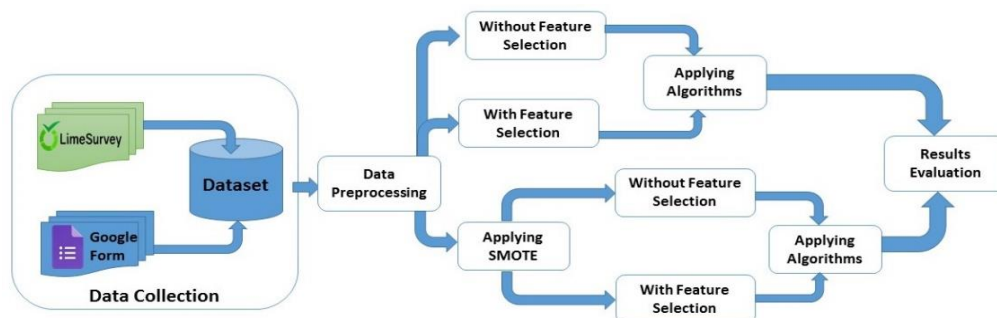 LimeSurvey
Google
Form
Dataset
Data Collection
Data
Preprocessing
Without Feature
Selection
With Feature
Selection
Applying
Algorithms
Applying
SMOTE
Without Feature
Selection
With Feature
Selection
Applying
Algorithms
Results
Evaluation